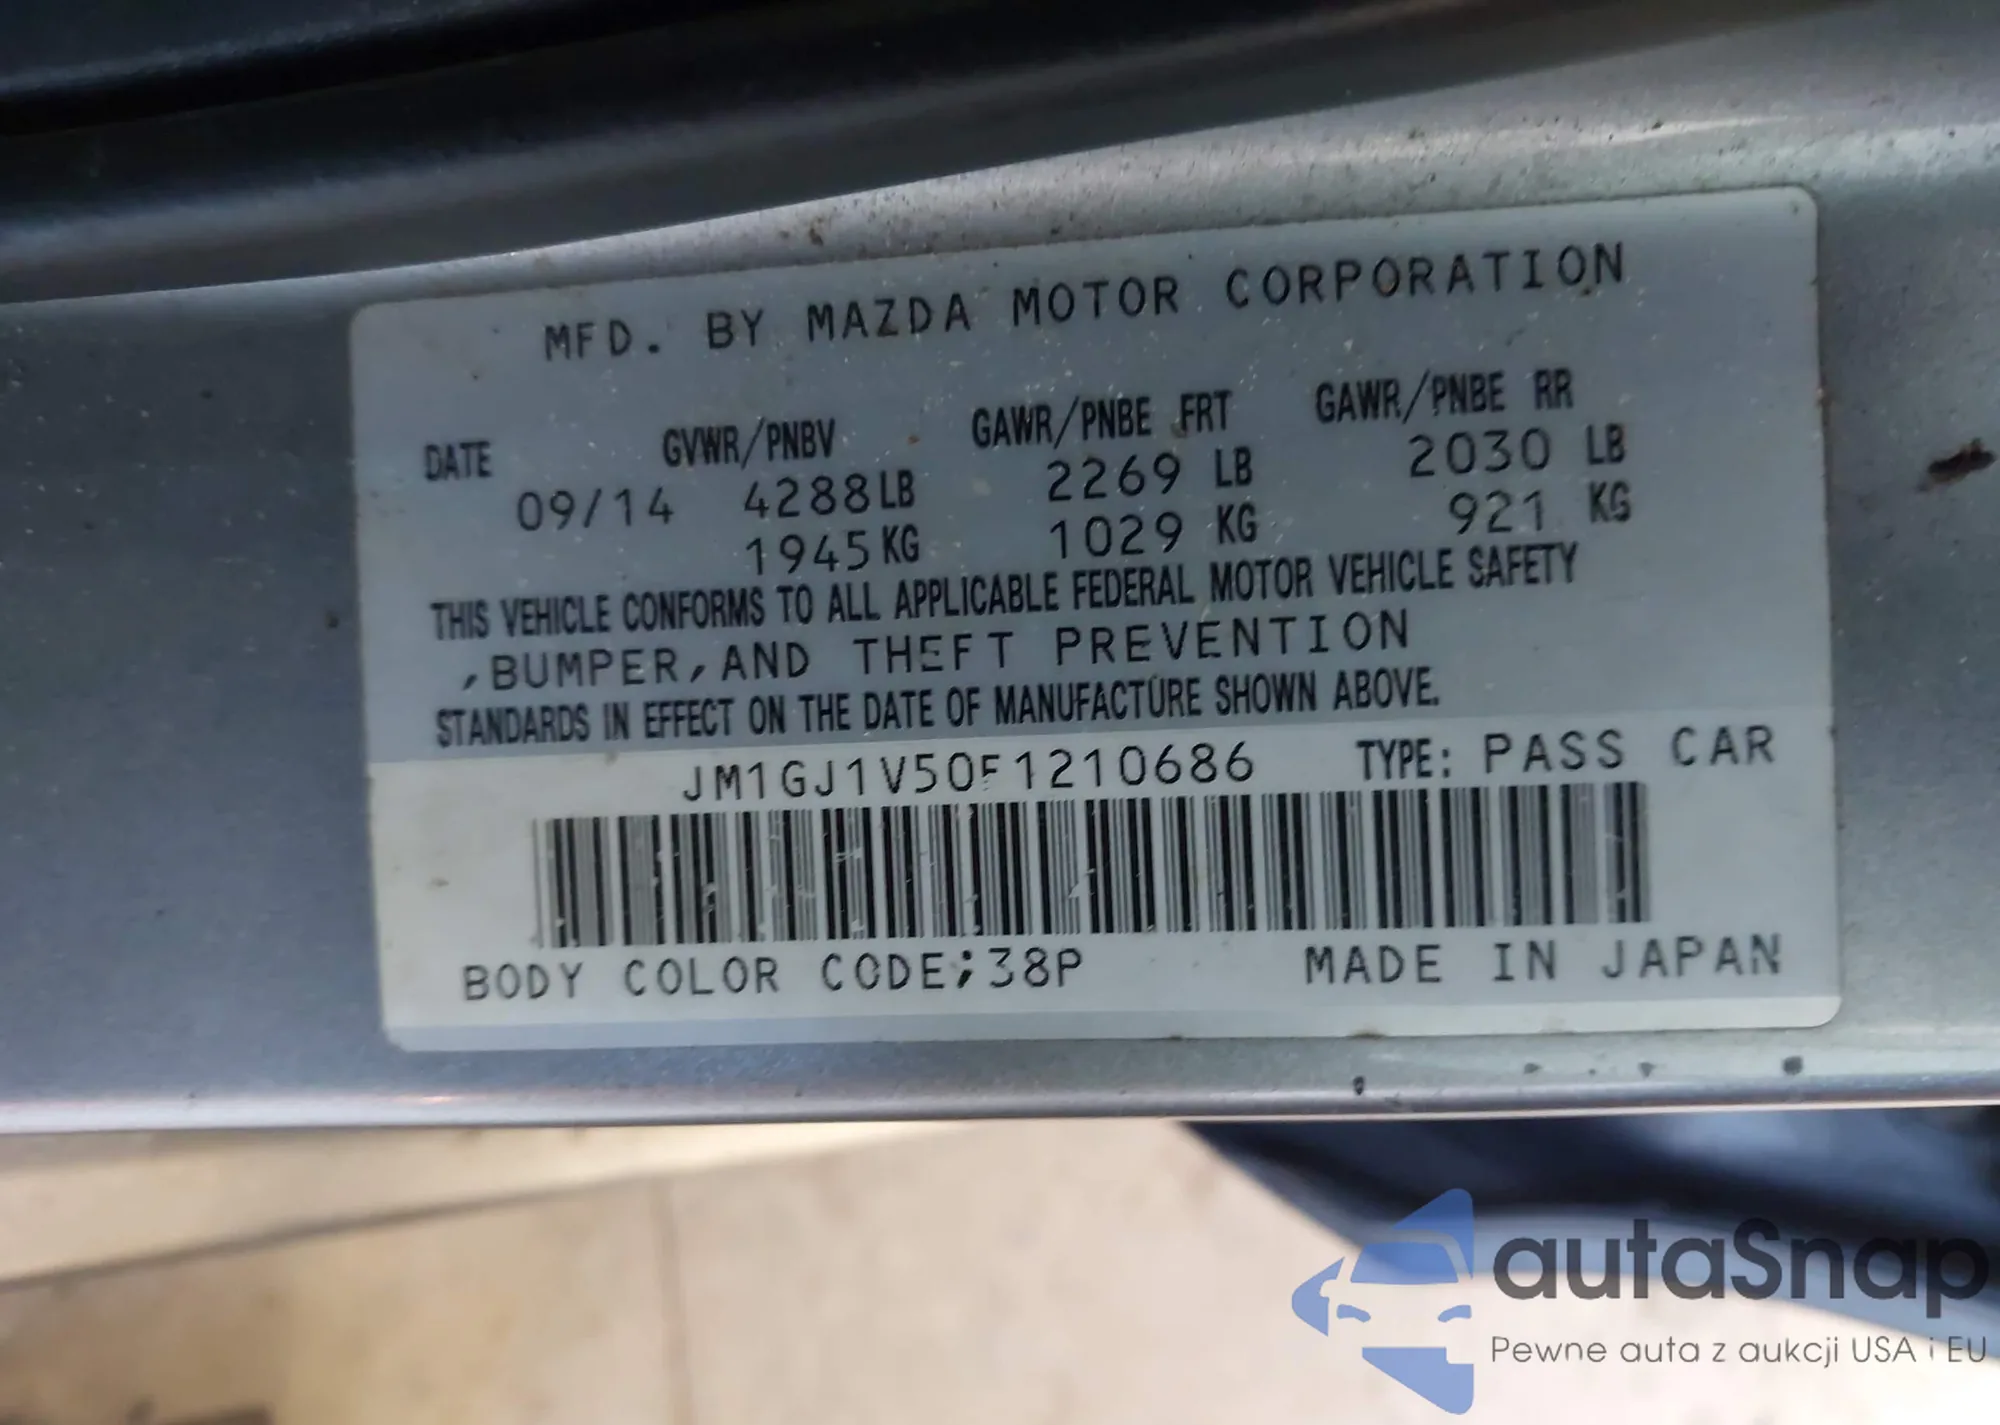 MFD. BY MAZDA MOTOR CORPORATION
DATE GVWR/PNBV GAWR/PNBE FRT GAWR/PNBE RR
09/14 4288LB 2269 LB 2030 LB
1945KG 1029 KG 921 KG
THIS VEHICLE CONFORMS TO ALL APPLICABLE FEDERAL MOTOR VEHICLE SAFETY
,BUMPER,AND THEFT PREVENTION
STANDARDS IN EFFECT ON THE DATE OF MANUFACTURE SHOWN ABOVE.
JM1GJ1V50F1210686 TYPE: PASS CAR
BODY COLOR CODE;38P MADE IN JAPAN
autaSnap
Pewne auta z aukcji USA i EU